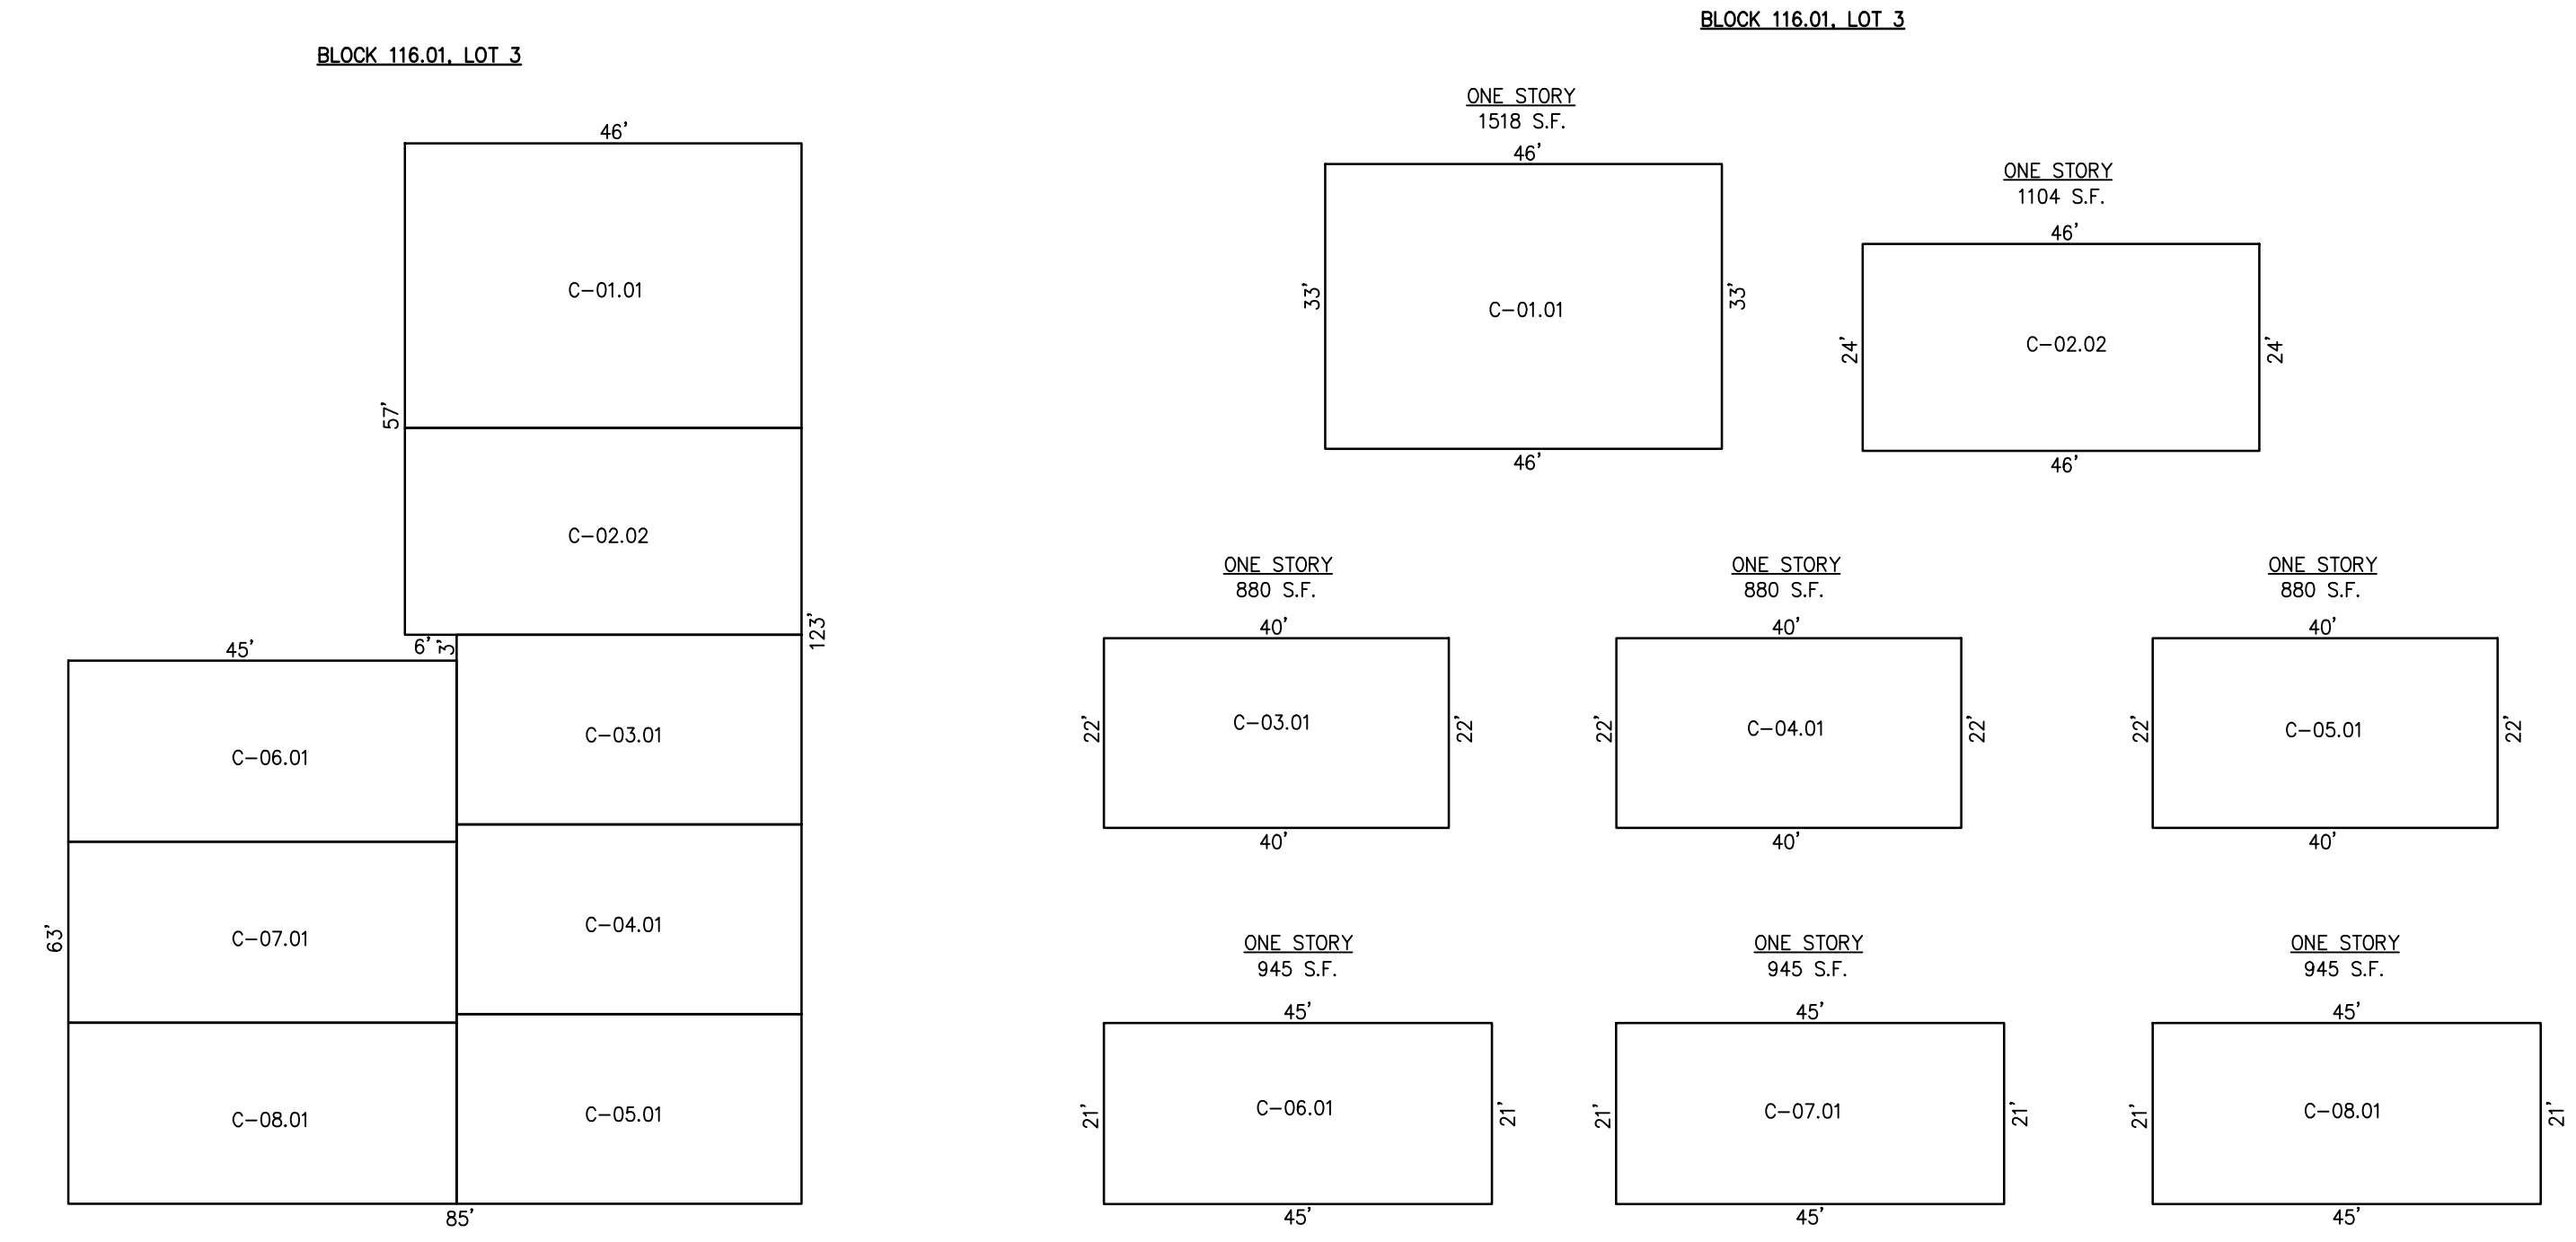 BLOCK 116.01, LOT 3
46'
C-01.01
57'
C-02.02
123'
45'
6'
3'
C-03.01
C-06.01
C-04.01
63'
C-07.01
C-05.01
C-08.01
85'
BLOCK 116.01, LOT 3
ONE STORY
1518 S.F.
46'
33'
C-01.01
33'
46'
ONE STORY
1104 S.F.
46'
24'
C-02.02
24'
46'
ONE STORY
880 S.F.
40'
22'
C-03.01
22'
40'
ONE STORY
880 S.F.
40'
22'
C-04.01
22'
40'
ONE STORY
880 S.F.
40'
22'
C-05.01
22'
40'
ONE STORY
945 S.F.
45'
21'
C-06.01
21'
45'
ONE STORY
945 S.F.
45'
21'
C-07.01
21'
45'
ONE STORY
945 S.F.
45'
21'
C-08.01
21'
45'